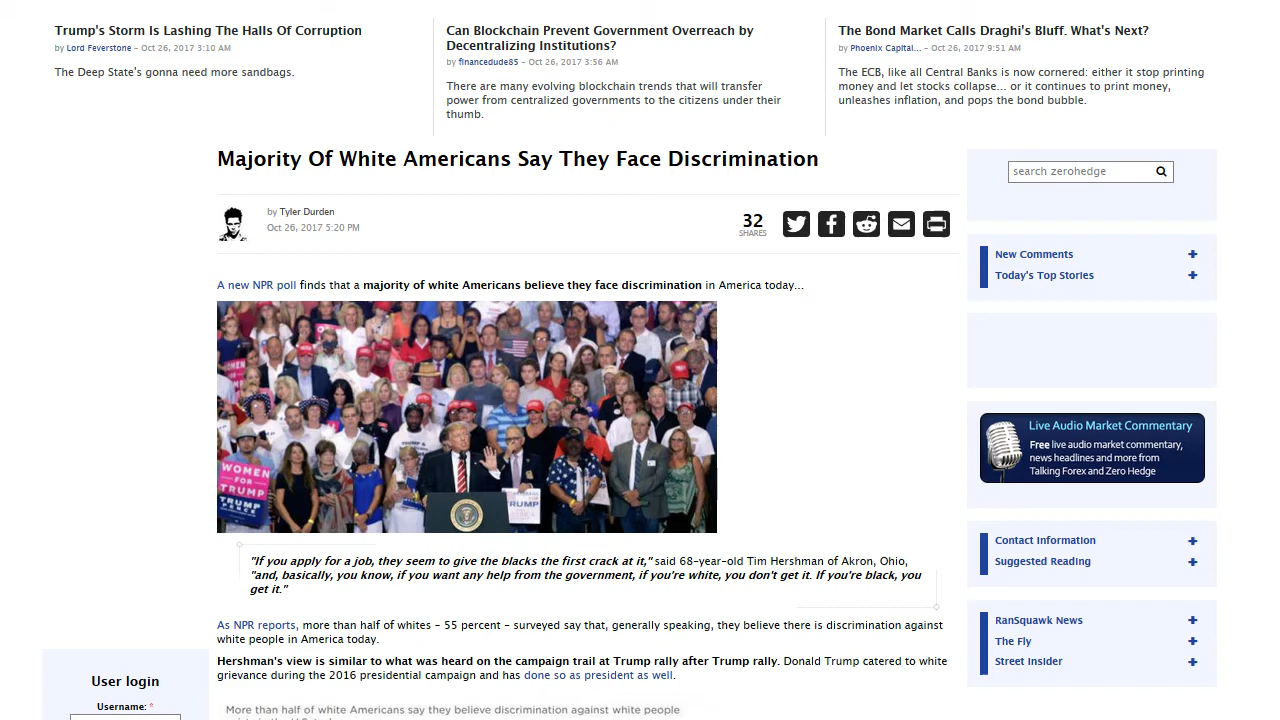 Trump's Storm Is Lashing The Halls Of Corruption
by Lord Feverstone - Oct 26, 2017 3:10 AM
The Deep State's gonna need more sandbags.
Can Blockchain Prevent Government Overreach by
Decentralizing Institutions?
by financedude85 - Oct 26, 2017 3:56 AM
There are many evolving blockchain trends that will transfer
power from centralized governments to the citizens under their
thumb.
The Bond Market Calls Draghi's Bluff. What's Next?
by Phoenix Capital... - Oct 26, 2017 9:51 AM
The ECB, like all Central Banks is now cornered: either it stop printing
money and let stocks collapse... or it continues to print money,
unleashes inflation, and pops the bond bubble.
Majority Of White Americans Say They Face Discrimination
by Tyler Durden
Oct 26, 2017 5:20 PM
32
SHARES
A new NPR poll finds that a majority of white Americans believe they face discrimination in America today...
WOMEN
FOR
TRUMP
TRUMP
PENCE
TRUMP
"If you apply for a job, they seem to give the blacks the first crack at it," said 68-year-old Tim Hershman of Akron, Ohio,
"and, basically, you know, if you want any help from the government, if you're white, you don't get it. If you're black, you
get it."
As NPR reports, more than half of whites – 55 percent – surveyed say that, generally speaking, they believe there is discrimination against
white people in America today.
Hershman's view is similar to what was heard on the campaign trail at Trump rally after Trump rally. Donald Trump catered to white
grievance during the 2016 presidential campaign and has done so as president as well.
More than half of white Americans say they believe discrimination against white people
User login
Username: *
search zerohedge
New Comments +
Today's Top Stories +
Live Audio Market Commentary
Free live audio market commentary,
news headlines and more from
Talking Forex and Zero Hedge
Contact Information +
Suggested Reading +
RanSquawk News +
The Fly +
Street Insider +